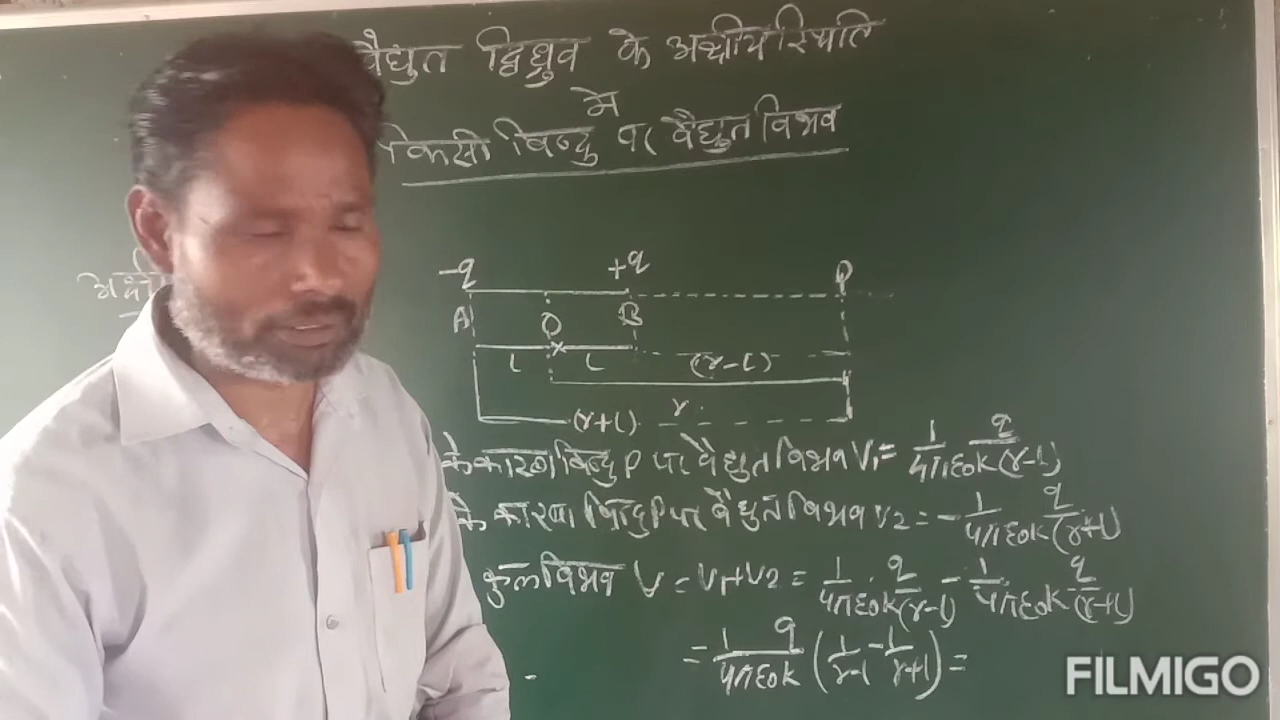 वैद्युत द्विध्रुव के अक्षीय स्थिति
में
किसी बिन्दु पर वैद्युत विभव
-q +q P
A O B
l l (r-l)
r
(r+l)
के कारण बिन्दु P पर वैद्युत विभव V₁ = 1/4πε0k q/(r-l)
के कारण बिन्दु P पर वैद्युत विभव V2 = - 1/4πε0k q/(r+l)
कुल विभव V = V1+V2 = 1/4πε0k . q/(r-l) - 1/4πε0k q/(r+l)
= 1/4πε0k q (1/r-l - 1/r+l) =
FILMIGO